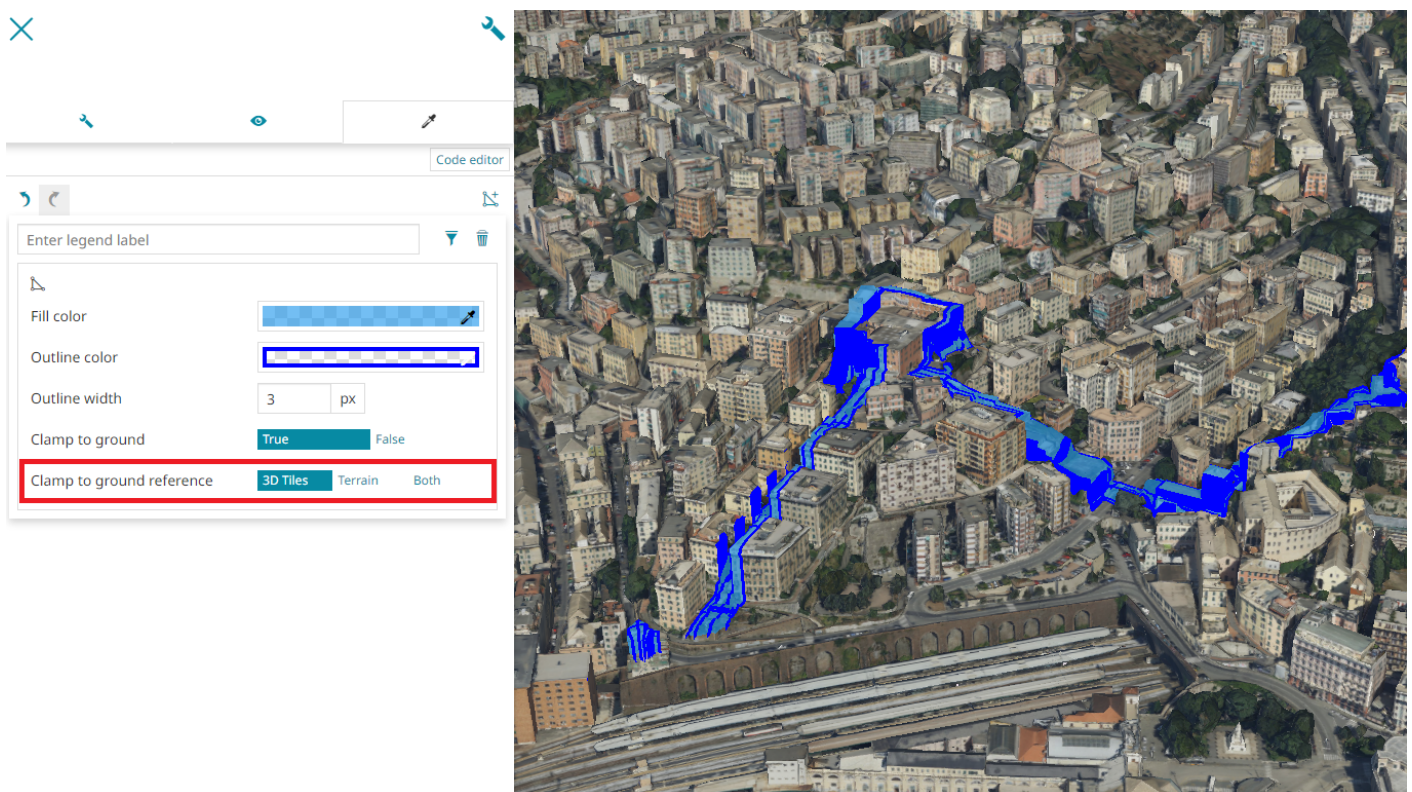 Code editor
Enter legend label
Fill color
Outline color
Outline width 3 px
Clamp to ground True False
Clamp to ground reference 3D Tiles Terrain Both